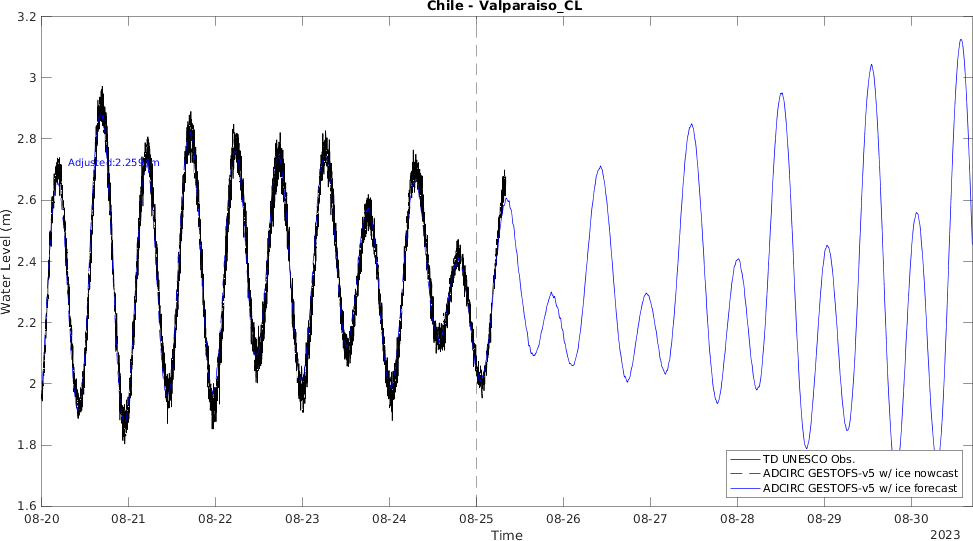 Chile - Valparaiso_CL
3.2
3
2.8
2.6
2.4
2.2
2
1.8
1.6
Water Level (m)
Adjusted:2.259m
TD UNESCO Obs.
ADCIRC GESTOFS-v5 w/ ice nowcast
ADCIRC GESTOFS-v5 w/ ice forecast
08-20 08-21 08-22 08-23 08-24 08-25 08-26 08-27 08-28 08-29 08-30
Time
2023